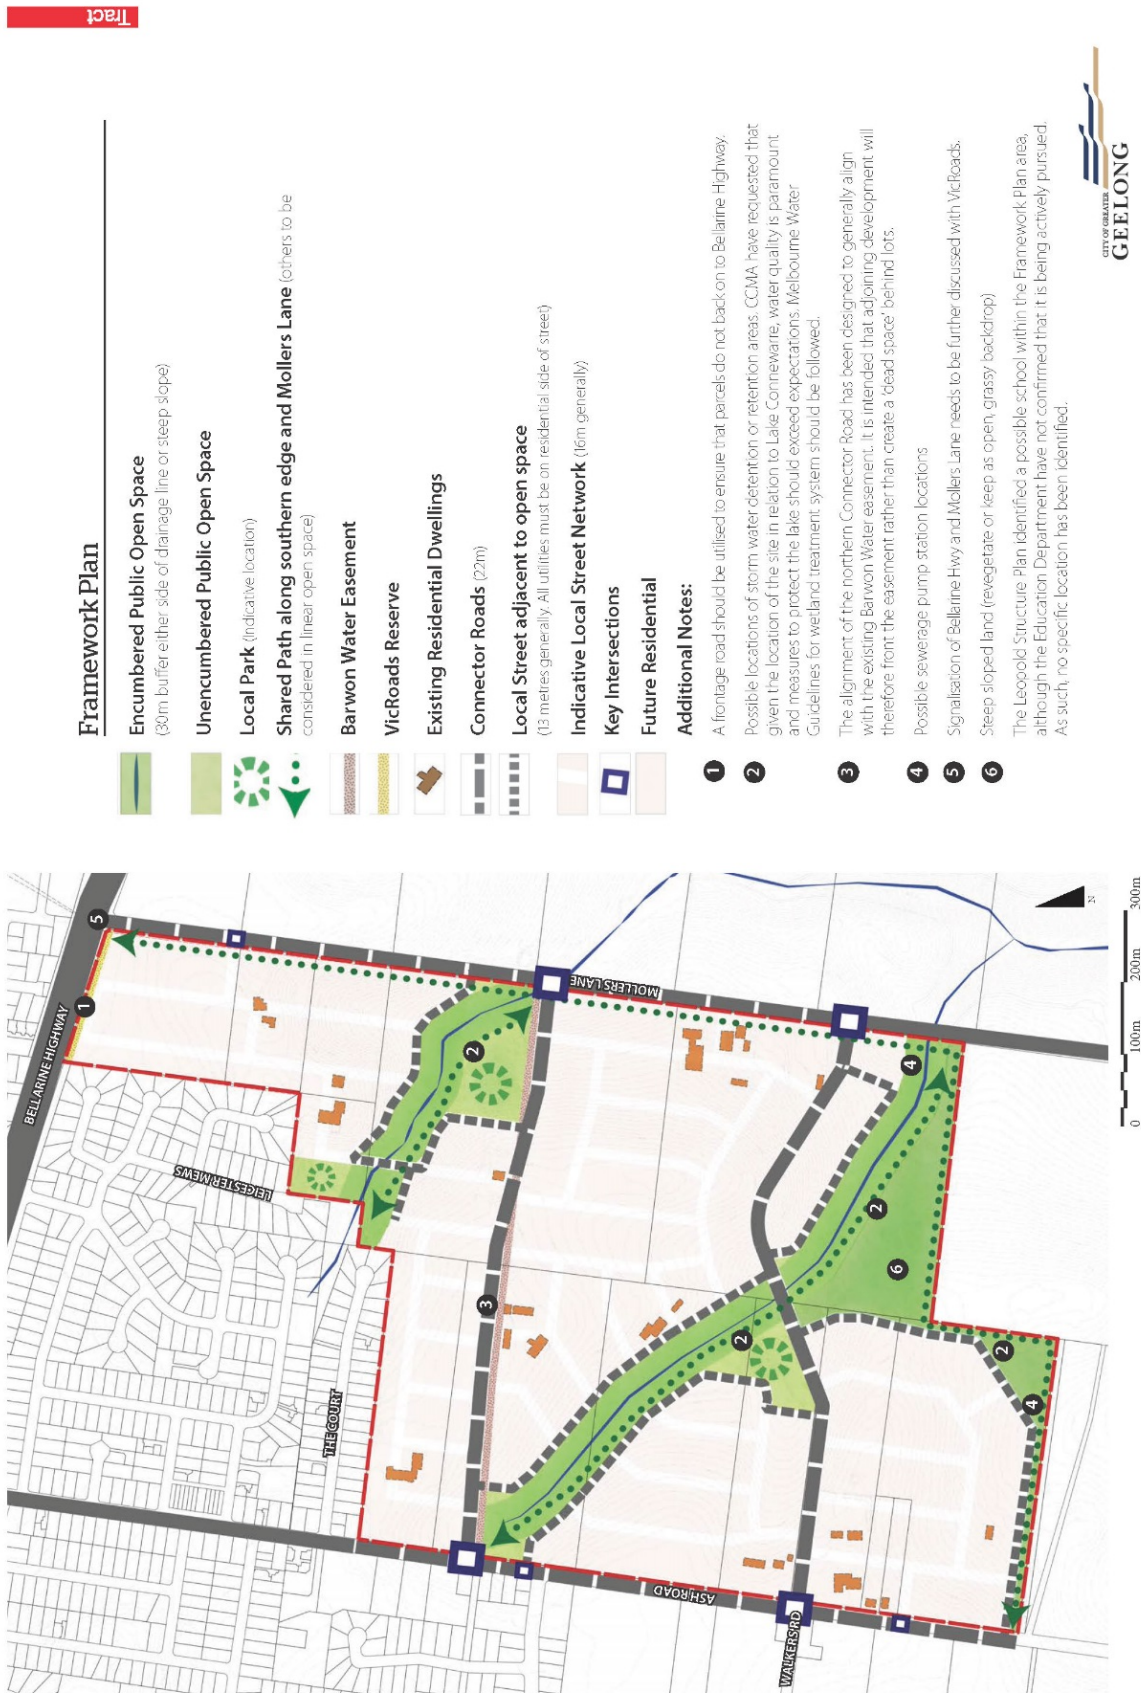 Tract
Framework Plan
Encumbered Public Open Space
(30m buffer either side of drainage line or steep slope)
Unencumbered Public Open Space
Local Park (Indicative location)
Shared Path along southern edge and Mollers Lane (others to be
considered in linear open space)
Barwon Water Easement
VicRoads Reserve
Existing Residential Dwellings
Connector Roads (22m)
Local Street adjacent to open space
(13 metres generally. All utilities must be on residential side of street)
Indicative Local Street Network (16m generally)
Key Intersections
Future Residential
Additional Notes:
1 A frontage road should be utilised to ensure that parcels do not back on to Bellarine Highway.
2 Possible locations of storm water detention or retention areas. CCMA have requested that
given the location of the site in relation to Lake Connewarre, water quality is paramount
and measures to protect the lake should exceed expectations. Melbourne Water
Guidelines for wetland treatment system should be followed.
3 The alignment of the northern Connector Road has been designed to generally align
with the existing Barwon Water easement. It is intended that adjoining development will
therefore front the easement rather than create a 'dead space' behind lots.
4 Possible sewerage pump station locations
5 Signalisation of Bellarine Hwy and Mollers Lane needs to be further discussed with VicRoads.
6 Steep sloped land (revegetate or keep as open, grassy backdrop)
The Leopold Structure Plan identified a possible school within the Framework Plan area,
although the Education Department have not confirmed that it is being actively pursued.
As such, no specific location has been identified.
CITY OF GREATER
GEELONG
BELLARINE HIGHWAY
1
5
LEICESTER MEWS
THE COURT
2
MOLLERS LANE
3
2
2
6
4
2
4
ASH ROAD
WALKERS RD
N
0 100m 200m 300m